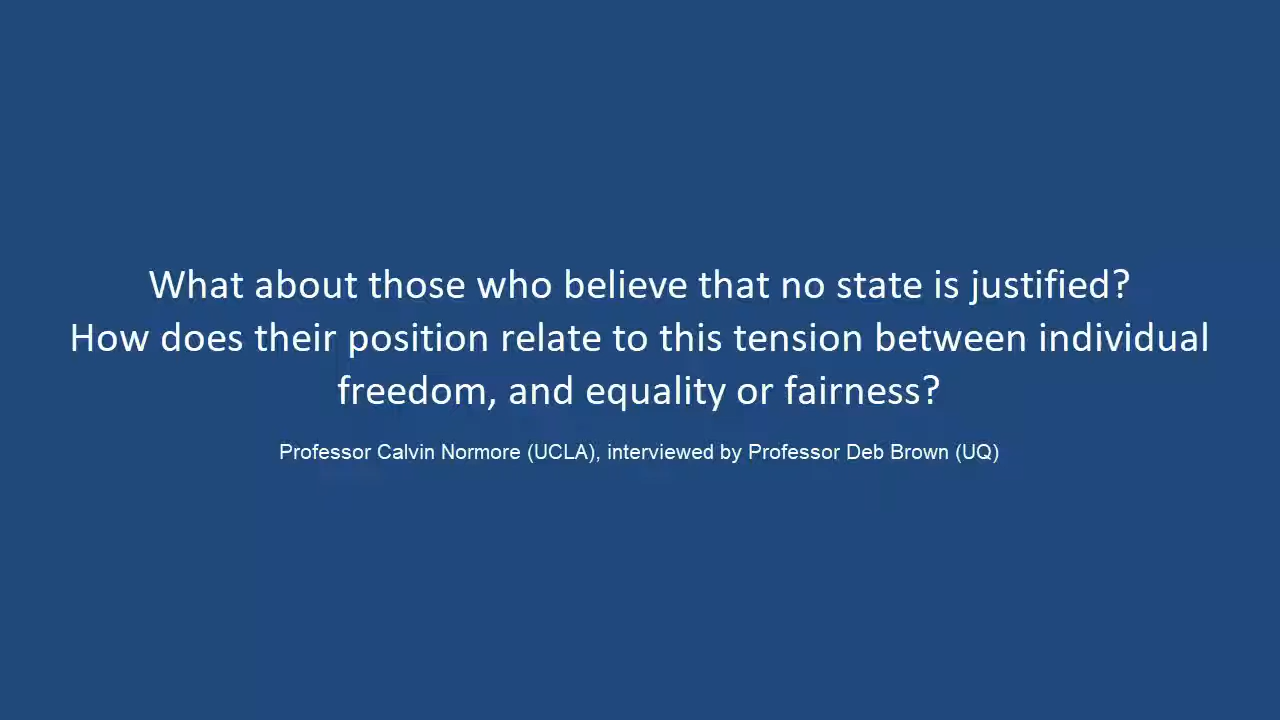 What about those who believe that no state is justified?
How does their position relate to this tension between individual
freedom, and equality or fairness?
Professor Calvin Normore (UCLA), interviewed by Professor Deb Brown (UQ)